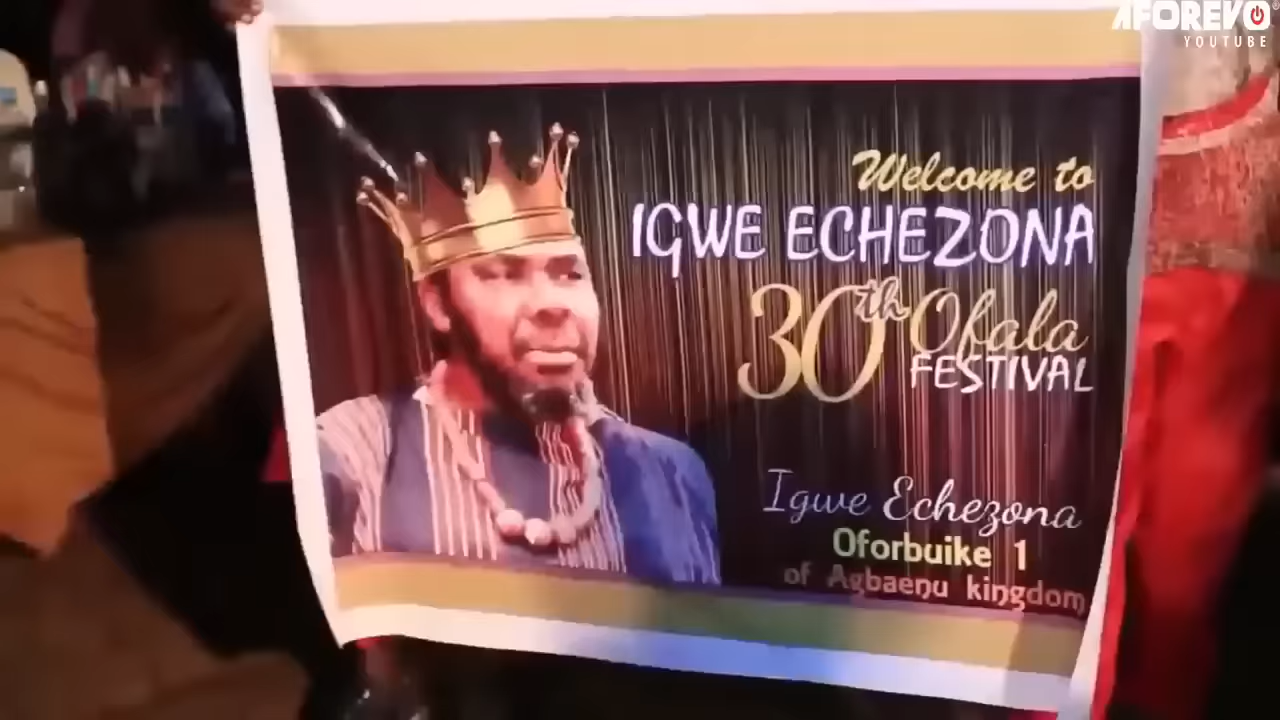 AFOREVO
YOUTUBE
Welcome to
IGWE ECHEZONA
30th Ofala
FESTIVAL
Igwe Echezona
Oforbuike 1
of Agbaenu kingdom